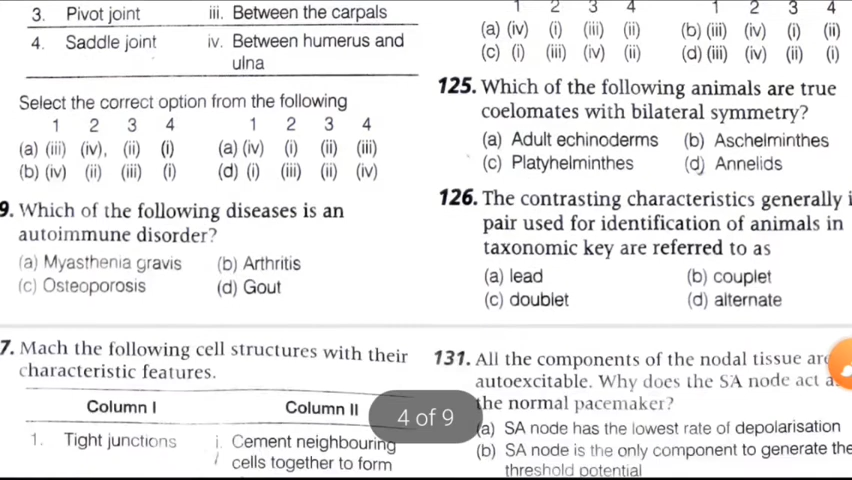 3. Pivot joint iii. Between the carpals
4. Saddle joint iv. Between humerus and
ulna
Select the correct option from the following
1 2 3 4 1 2 3 4
(a) (iii) (iv), (ii) (i) (a) (iv) (i) (ii) (iii)
(b) (iv) (ii) (iii) (i) (d) (i) (iii) (ii) (iv)
9. Which of the following diseases is an
autoimmune disorder?
(a) Myasthenia gravis (b) Arthritis
(c) Osteoporosis (d) Gout
7. Mach the following cell structures with their
characteristic features.
Column I Column II
1. Tight junctions i. Cement neighbouring
cells together to form
1 2 3 4 1 2 3 4
(a) (iv) (i) (iii) (ii) (b) (iii) (iv) (i) (ii)
(c) (i) (iii) (iv) (ii) (d) (iii) (iv) (ii) (i)
125. Which of the following animals are true
coelomates with bilateral symmetry?
(a) Adult echinoderms (b) Aschelminthes
(c) Platyhelminthes (d) Annelids
126. The contrasting characteristics generally i
pair used for identification of animals in
taxonomic key are referred to as
(a) lead (b) couplet
(c) doublet (d) alternate
131. All the components of the nodal tissue are
autoexcitable. Why does the SA node act a
the normal pacemaker?
(a) SA node has the lowest rate of depolarisation
(b) SA node is the only component to generate the
threshold potential
4 of 9